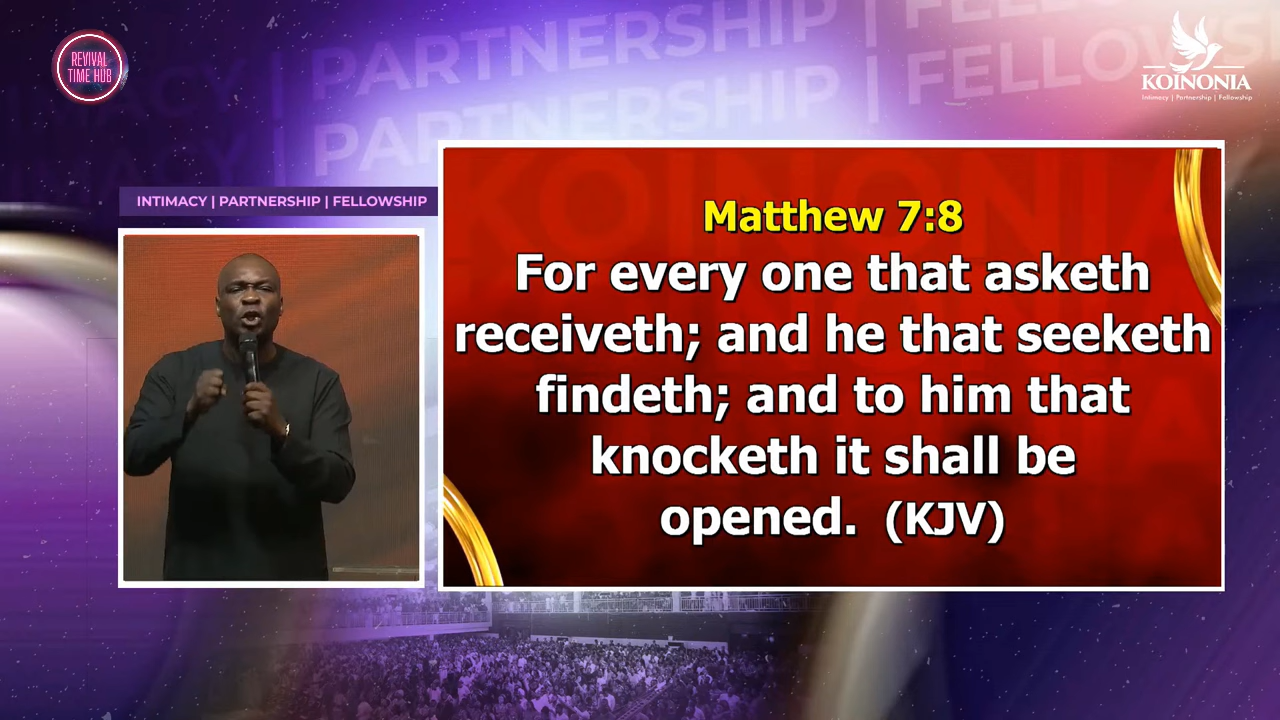 REVIVAL
TIME HUB
PARTNERSHIP | FELLOWSHIP
PARTNERSHIP | FELLOWSHIP
KOINONIA
Intimacy | Partnership | Fellowship
INTIMACY | PARTNERSHIP | FELLOWSHIP
Matthew 7:8
For every one that asketh
receiveth; and he that seeketh
findeth; and to him that
knocketh it shall be
opened. (KJV)